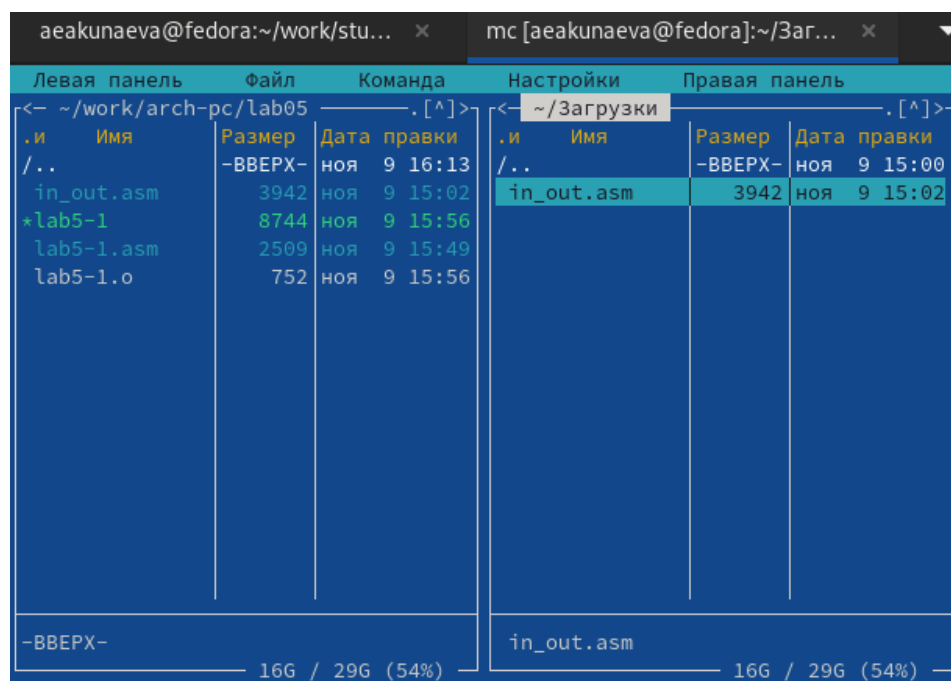 aeakunaeva@fedora:~/work/stu... × mc [aeakunaeva@fedora]:~/Заг... ×
Левая панель Файл Команда Настройки Правая панель
<— ~/work/arch-pc/lab05 .[^]> <— ~/Загрузки .[^]>
.и Имя Размер Дата правки .и Имя Размер Дата правки
/.. -ВВЕРХ- ноя 9 16:13 /.. -ВВЕРХ- ноя 9 15:00
in_out.asm 3942 ноя 9 15:02 in_out.asm 3942 ноя 9 15:02
*lab5-1 8744 ноя 9 15:56
lab5-1.asm 2509 ноя 9 15:49
lab5-1.o 752 ноя 9 15:56
-ВВЕРХ- in_out.asm
16G / 29G (54%) 16G / 29G (54%)